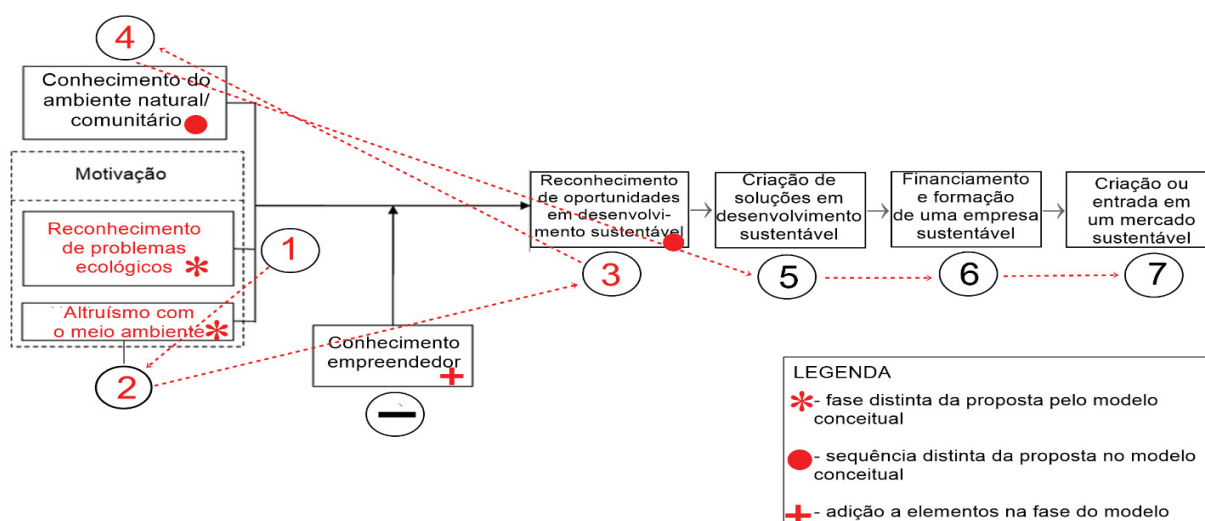 4
Conhecimento do
ambiente natural/
comunitário
Motivação
Reconhecimento
de problemas
ecológicos *
1
Altruísmo com
o meio ambiente *
2
Conhecimento
empreendedor +
—
Reconhecimento
de oportunidades
em desenvolvi-
mento sustentável
3
Criação de
soluções em
desenvolvimento
sustentável
5
Financiamento
e formação
de uma empresa
sustentável
6
Criação ou
entrada em
um mercado
sustentável
7
LEGENDA
* - fase distinta da proposta pelo modelo
conceitual
● - sequência distinta da proposta no modelo
conceitual
+ - adição a elementos na fase do modelo